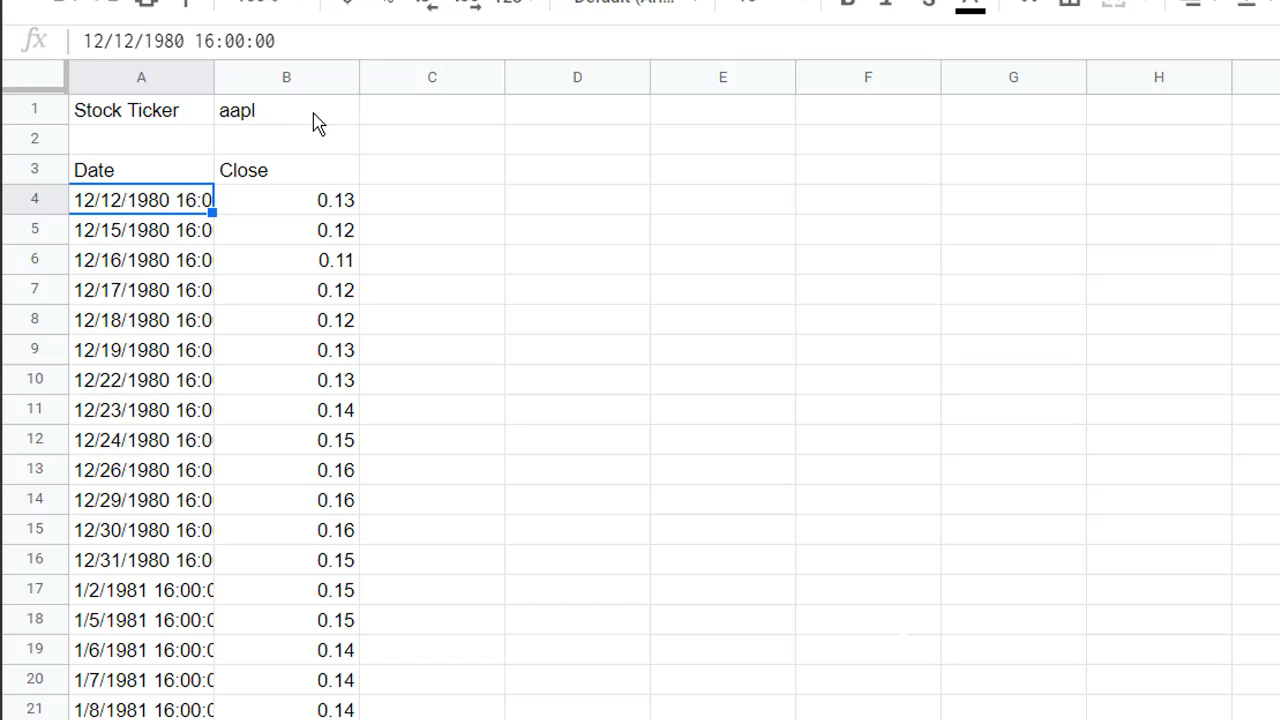 fx 12/12/1980 16:00:00
A B C D E F G H
1 Stock Ticker aapl
2
3 Date Close
4 12/12/1980 16:0 0.13
5 12/15/1980 16:0 0.12
6 12/16/1980 16:0 0.11
7 12/17/1980 16:0 0.12
8 12/18/1980 16:0 0.12
9 12/19/1980 16:0 0.13
10 12/22/1980 16:0 0.13
11 12/23/1980 16:0 0.14
12 12/24/1980 16:0 0.15
13 12/26/1980 16:0 0.16
14 12/29/1980 16:0 0.16
15 12/30/1980 16:0 0.16
16 12/31/1980 16:0 0.15
17 1/2/1981 16:00:0 0.15
18 1/5/1981 16:00:0 0.15
19 1/6/1981 16:00:0 0.14
20 1/7/1981 16:00:0 0.14
21 1/8/1981 16:00:0 0.14